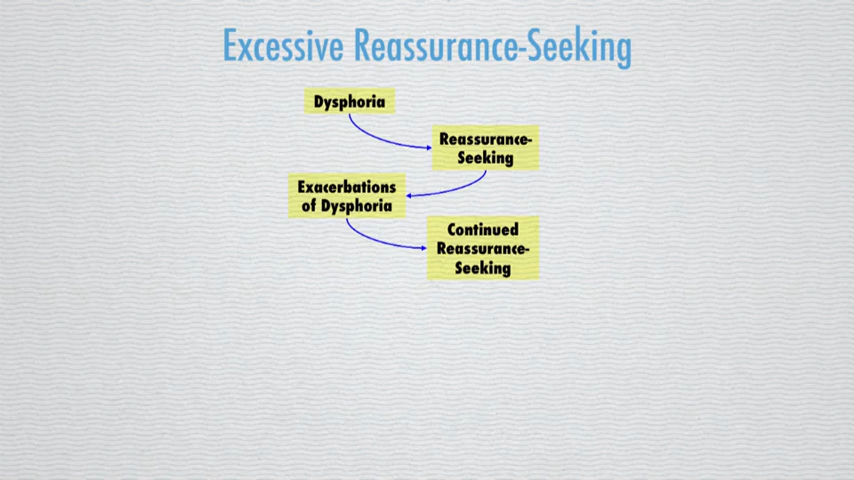 Excessive Reassurance-Seeking
Dysphoria
Reassurance-
Seeking
Exacerbations
of Dysphoria
Continued
Reassurance-
Seeking